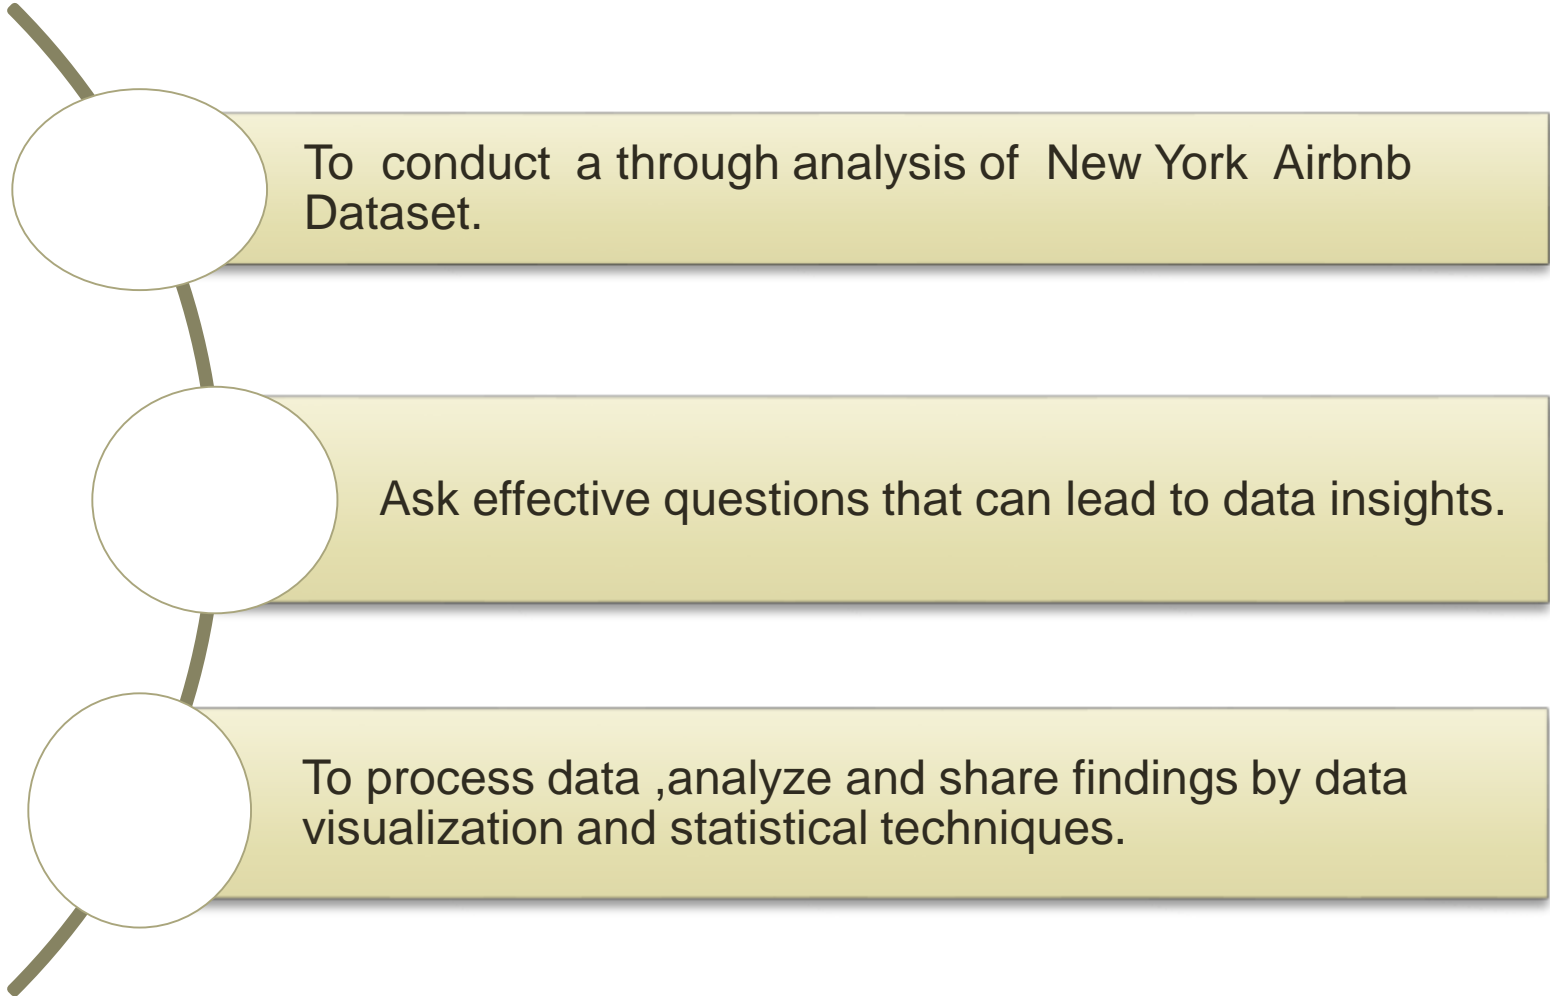 To conduct a through analysis of New York Airbnb
Dataset.
Ask effective questions that can lead to data insights.
To process data ,analyze and share findings by data
visualization and statistical techniques.